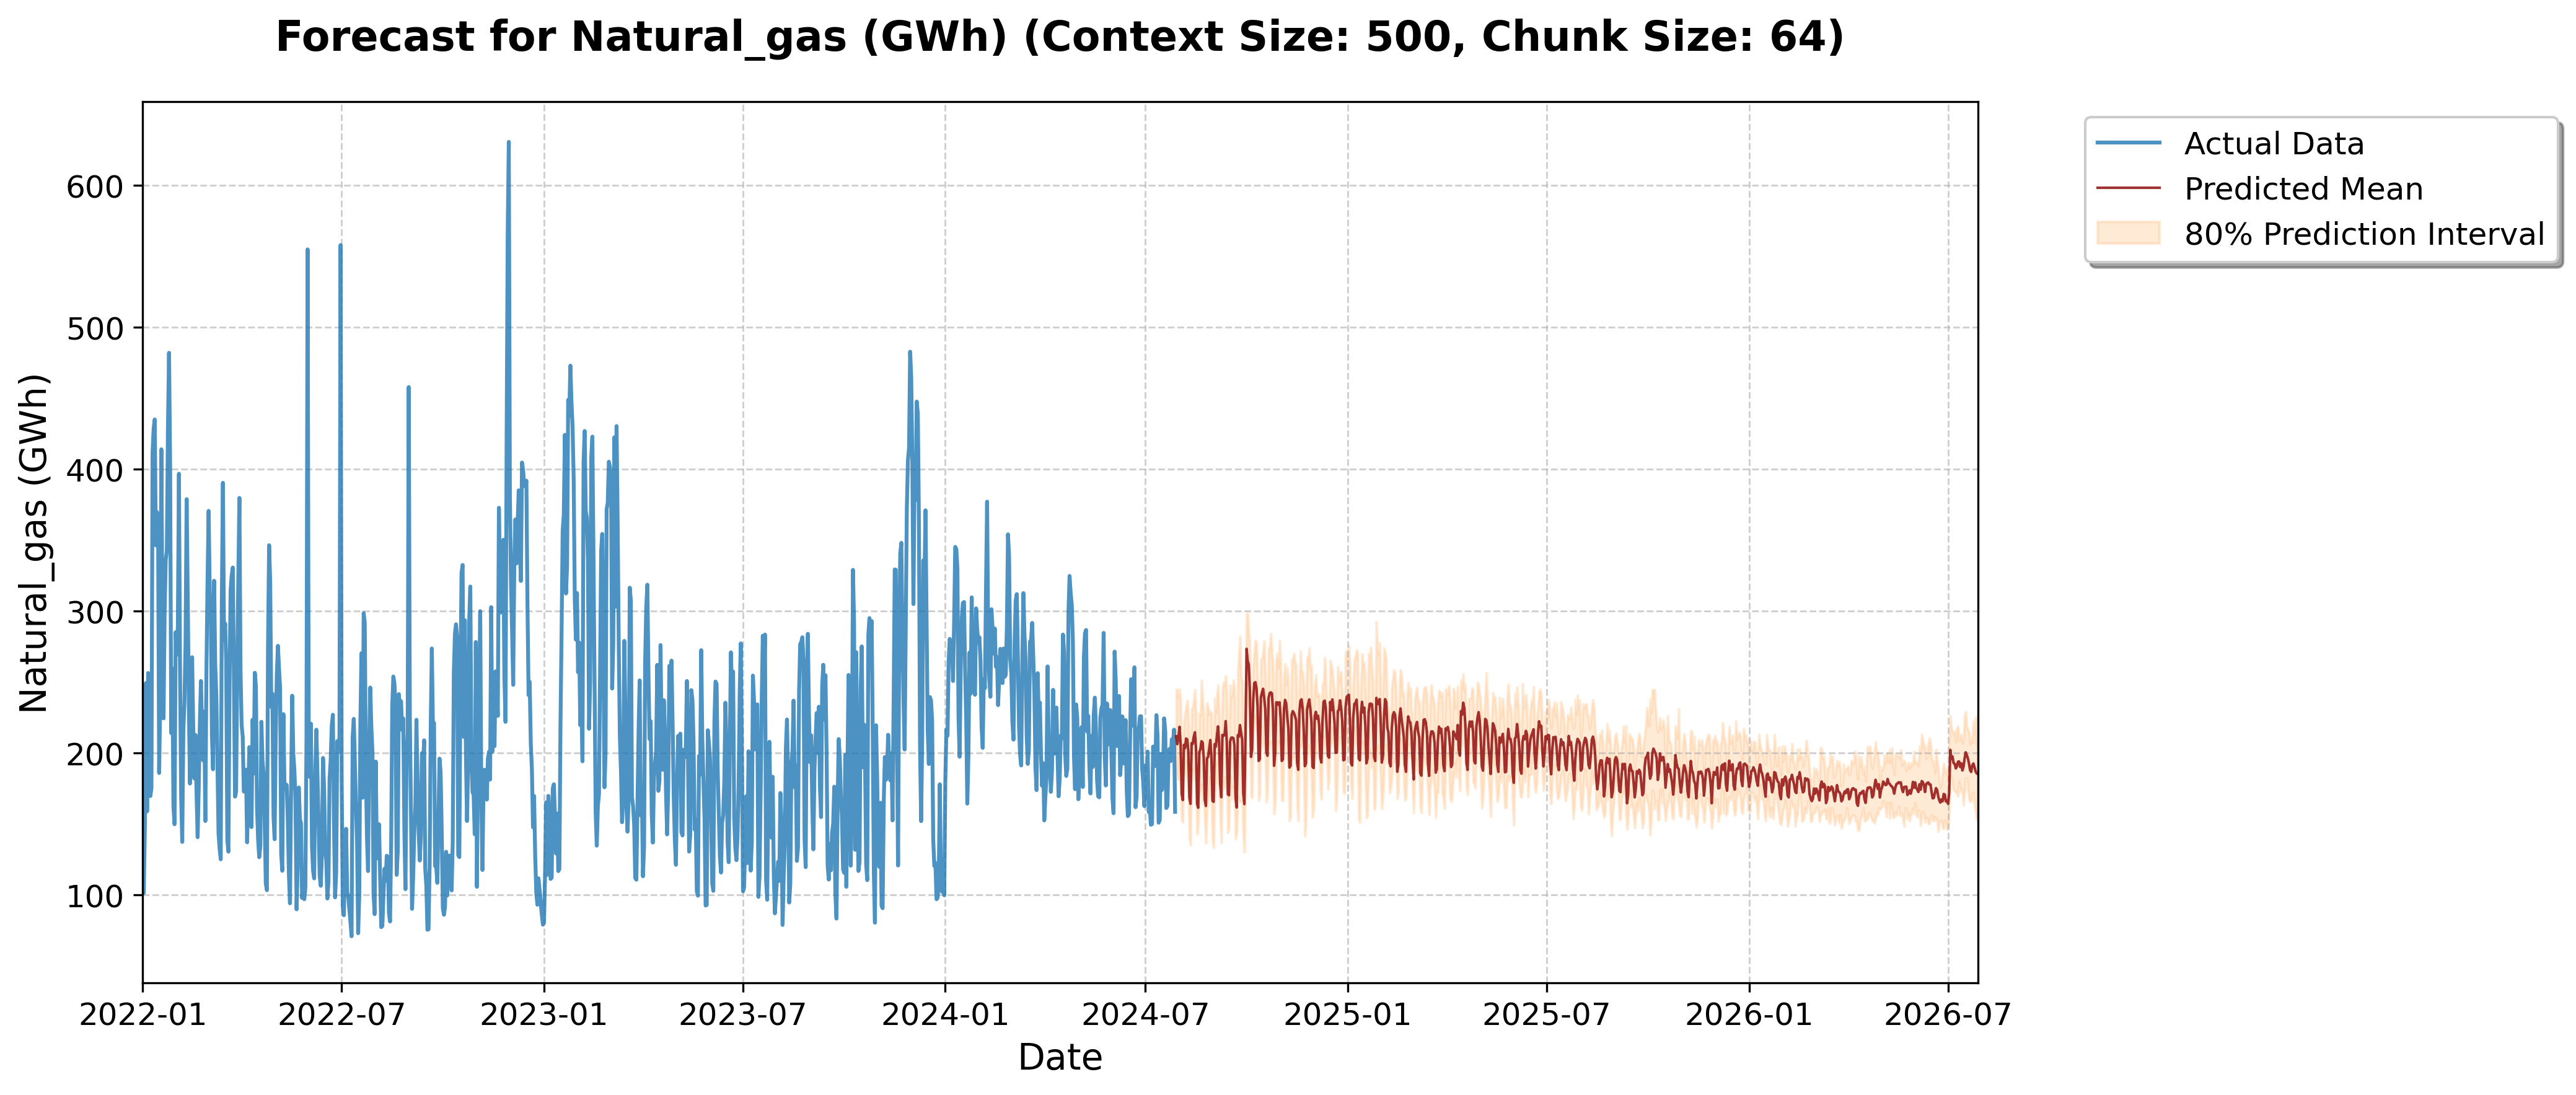 Forecast for Natural_gas (GWh) (Context Size: 500, Chunk Size: 64)
Actual Data
Predicted Mean
80% Prediction Interval
Natural_gas (GWh)
600
500
400
300
200
100
2022-01 2022-07 2023-01 2023-07 2024-01 2024-07 2025-01 2025-07 2026-01 2026-07
Date